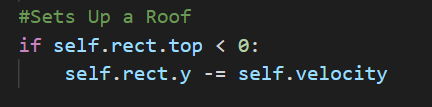 #Sets Up a Roof
if self.rect.top < 0:
    self.rect.y -= self.velocity